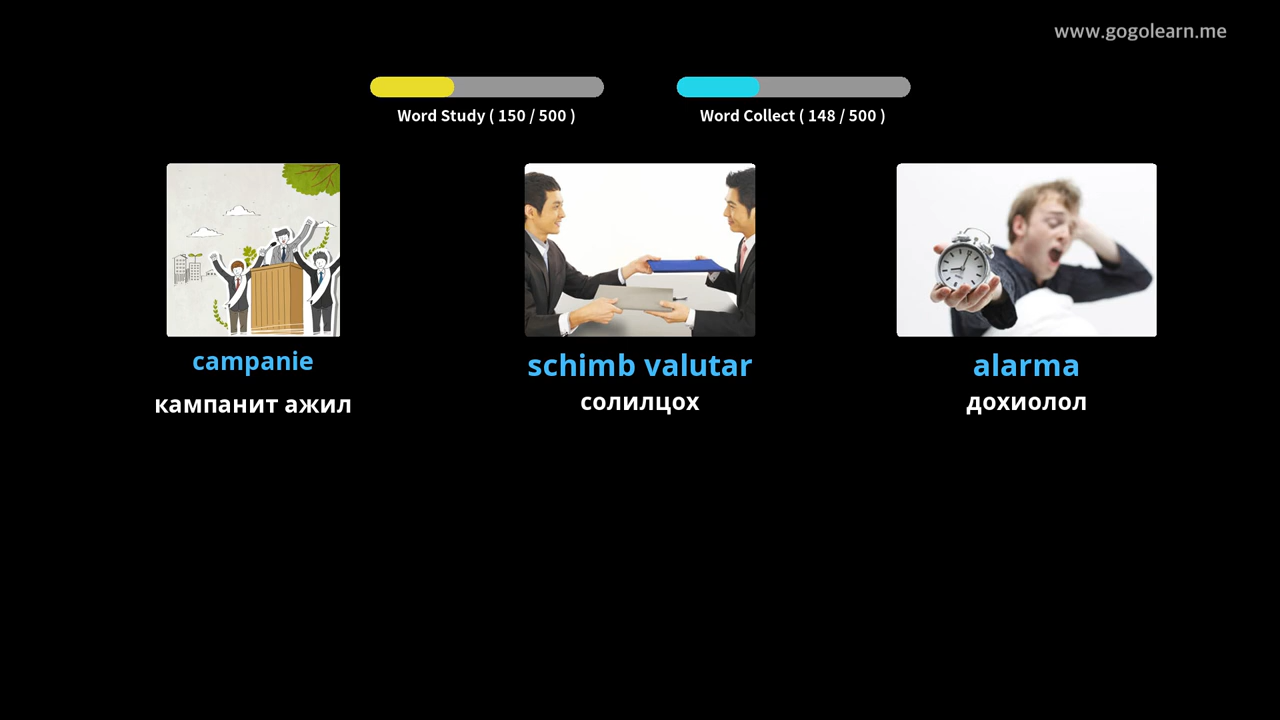 www.gogolearn.me
Word Study ( 150 / 500 )
Word Collect ( 148 / 500 )
campanie
кампанит ажил
schimb valutar
солилцох
alarma
дохиолол